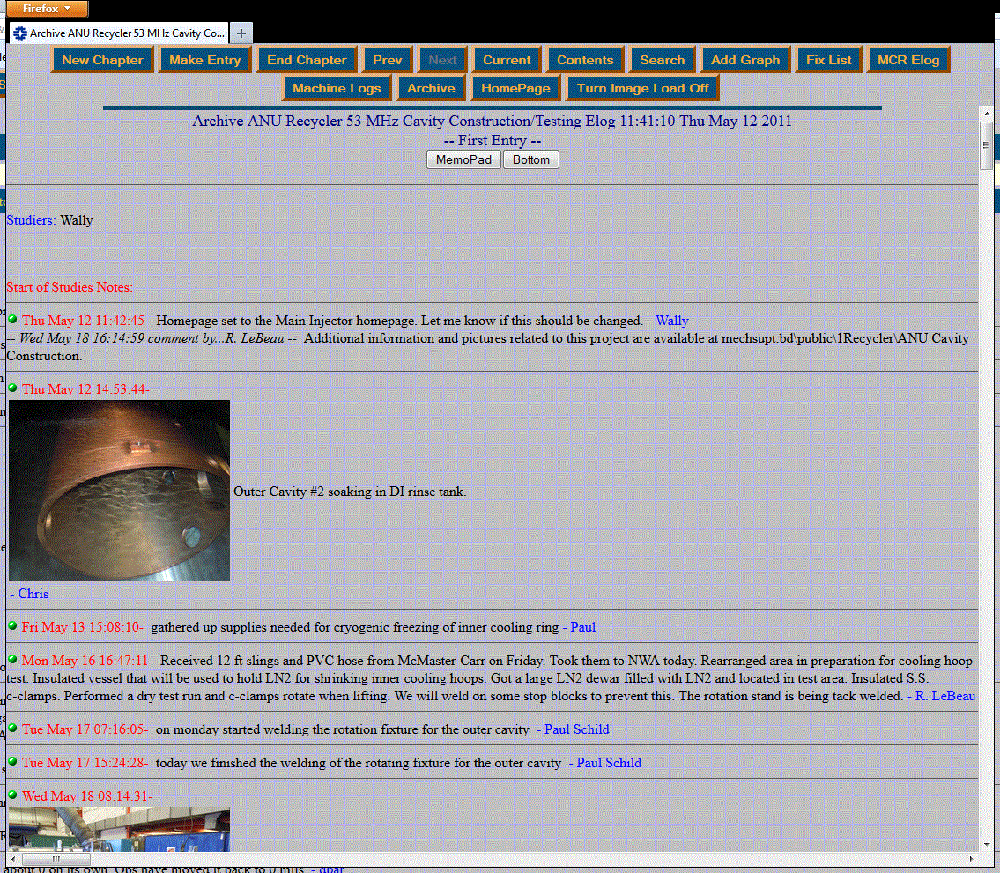 Firefox
Archive ANU Recycler 53 MHz Cavity Co...
New Chapter Make Entry End Chapter Prev Next Current Contents Search Add Graph Fix List MCR Elog
Machine Logs Archive HomePage Turn Image Load Off
Archive ANU Recycler 53 MHz Cavity Construction/Testing Elog 11:41:10 Thu May 12 2011
-- First Entry --
MemoPad Bottom
Studiers: Wally
Start of Studies Notes:
Thu May 12 11:42:45- Homepage set to the Main Injector homepage. Let me know if this should be changed. - Wally
-- Wed May 18 16:14:59 comment by...R. LeBeau -- Additional information and pictures related to this project are available at mechsupt.bd\public\1Recycler\ANU Cavity
Construction.
Thu May 12 14:53:44-
Outer Cavity #2 soaking in DI rinse tank.
- Chris
Fri May 13 15:08:10- gathered up supplies needed for cryogenic freezing of inner cooling ring - Paul
Mon May 16 16:47:11- Received 12 ft slings and PVC hose from McMaster-Carr on Friday. Took them to NWA today. Rearranged area in preparation for cooling hoop
test. Insulated vessel that will be used to hold LN2 for shrinking inner cooling hoops. Got a large LN2 dewar filled with LN2 and located in test area. Insulated S.S.
c-clamps. Performed a dry test run and c-clamps rotate when lifting. We will weld on some stop blocks to prevent this. The rotation stand is being tack welded. - R. LeBeau
Tue May 17 07:16:05- on monday started welding the rotation fixture for the outer cavity - Paul Schild
Tue May 17 15:24:28- today we finished the welding of the rotating fixture for the outer cavity - Paul Schild
Wed May 18 08:14:31-
about 0 on its own. Ops have moved it back to 0 mils. - gbar